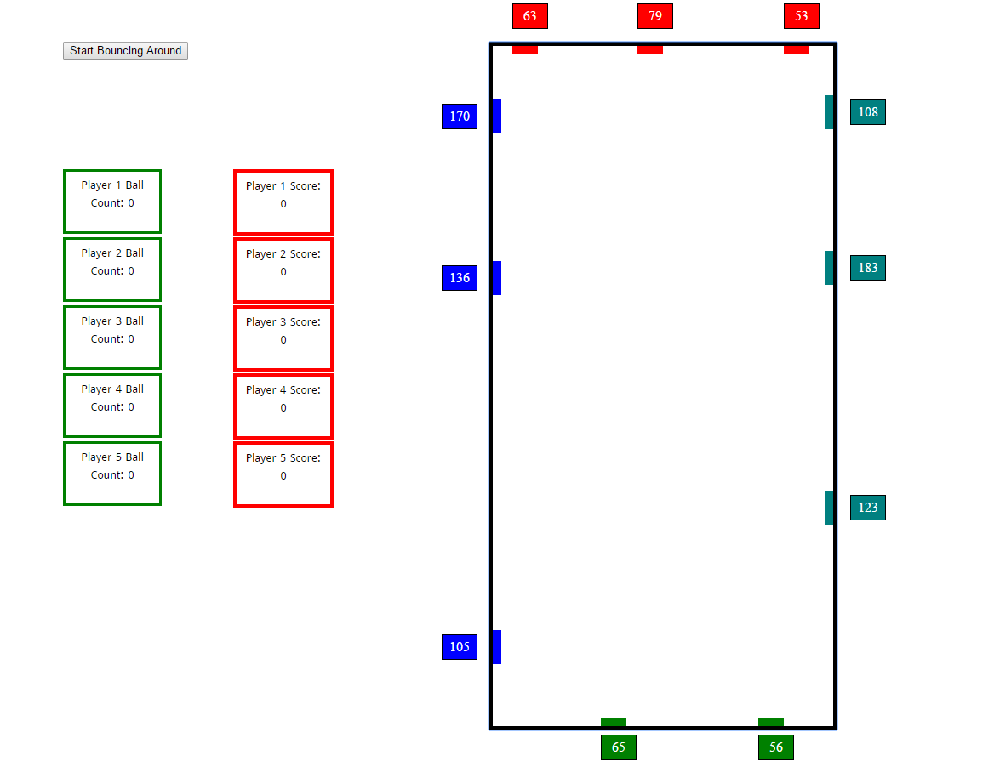 63
79
53
Start Bouncing Around
170
108
Player 1 Ball
Count: 0
Player 1 Score:
0
Player 2 Ball
Count: 0
Player 2 Score:
0
136
183
Player 3 Ball
Count: 0
Player 3 Score:
0
Player 4 Ball
Count: 0
Player 4 Score:
0
Player 5 Ball
Count: 0
Player 5 Score:
0
123
105
65
56